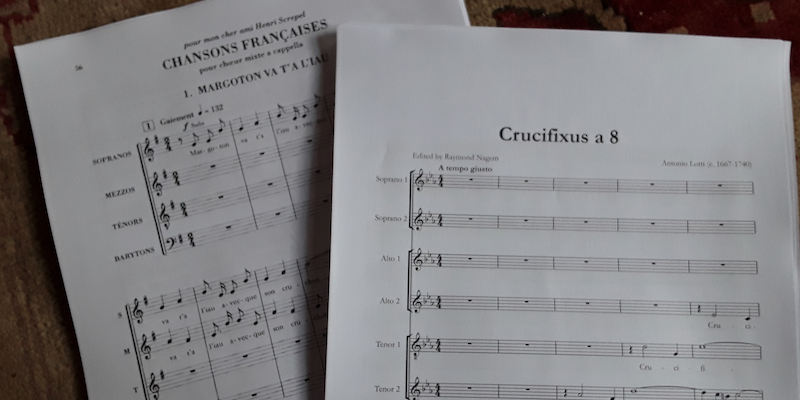 56
pour mon cher ami Henri Screpel
CHANSONS FRANÇAISES
pour chœur mixte a cappella
1. MARGOTON VA T'A L'IAU
1 Gaiement ♩ = 132
f Solo
SOPRANOS
Mar-go-ton va t'a l'iau a-vec-
MEZZOS
TÉNORS
BARYTONS
S
va t'a l'iau a-vec-que son cru-
M
va t'a l'iau a-vec-que son cru-
T
Crucifixus a 8
Edited by Raymond Nagem
Antonio Lotti (c. 1667-1740)
A tempo giusto
Soprano 1
Soprano 2
Alto 1
Alto 2
Cru - ci-
Tenor 1
Cru - ci - fi -
Tenor 2